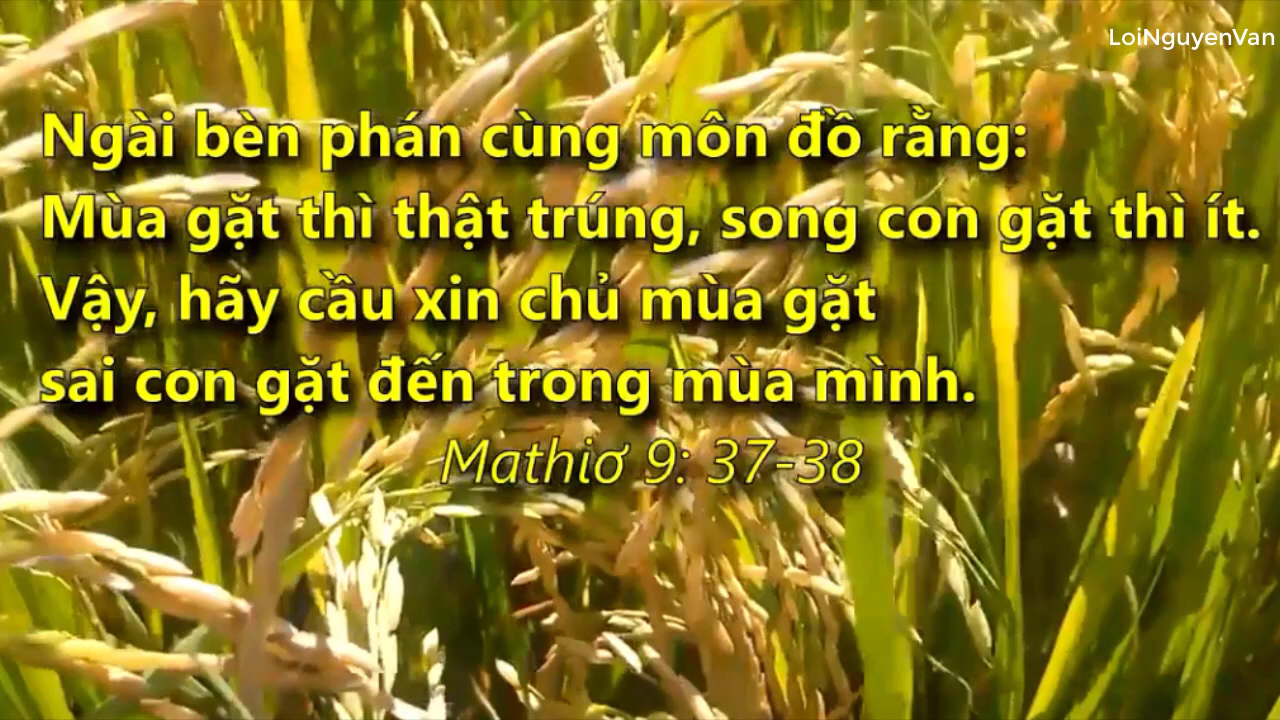 LoiNguyenVan
Ngài bèn phán cùng môn đồ rằng:
Mùa gặt thì thật trúng, song con gặt thì ít.
Vậy, hãy cầu xin chủ mùa gặt
sai con gặt đến trong mùa mình.
Mathiơ 9: 37-38